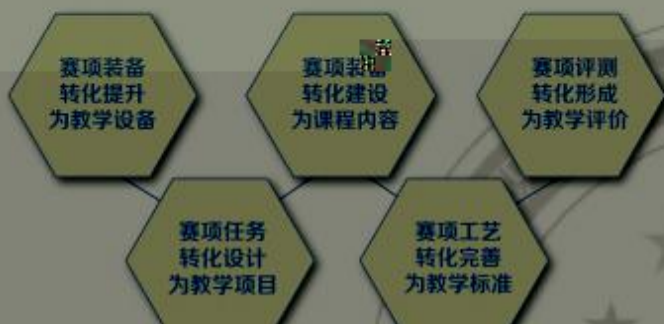 赛项装备
转化提升
为教学设备
赛项装
转化建设
为课程内容
赛项评测
转化形成
为教学评价
赛项任务
转化设计
为教学项目
赛项工艺
转化完善
为教学标准